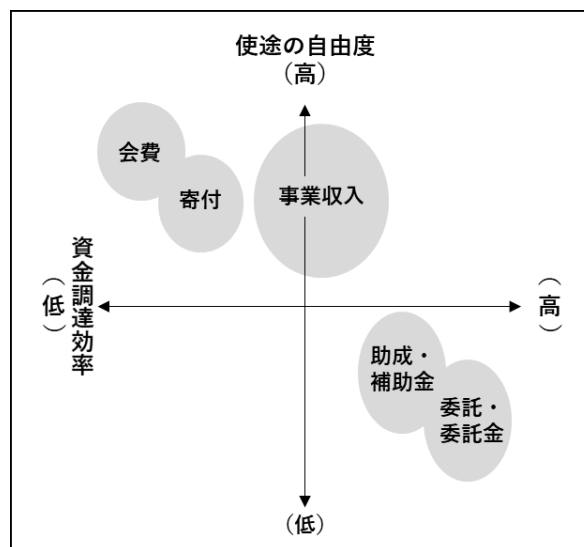 使途の自由度
（高）
会費
寄付
事業収入
資金調達効率
（低）
（高）
助成・
補助金
委託・
委託金
（低）